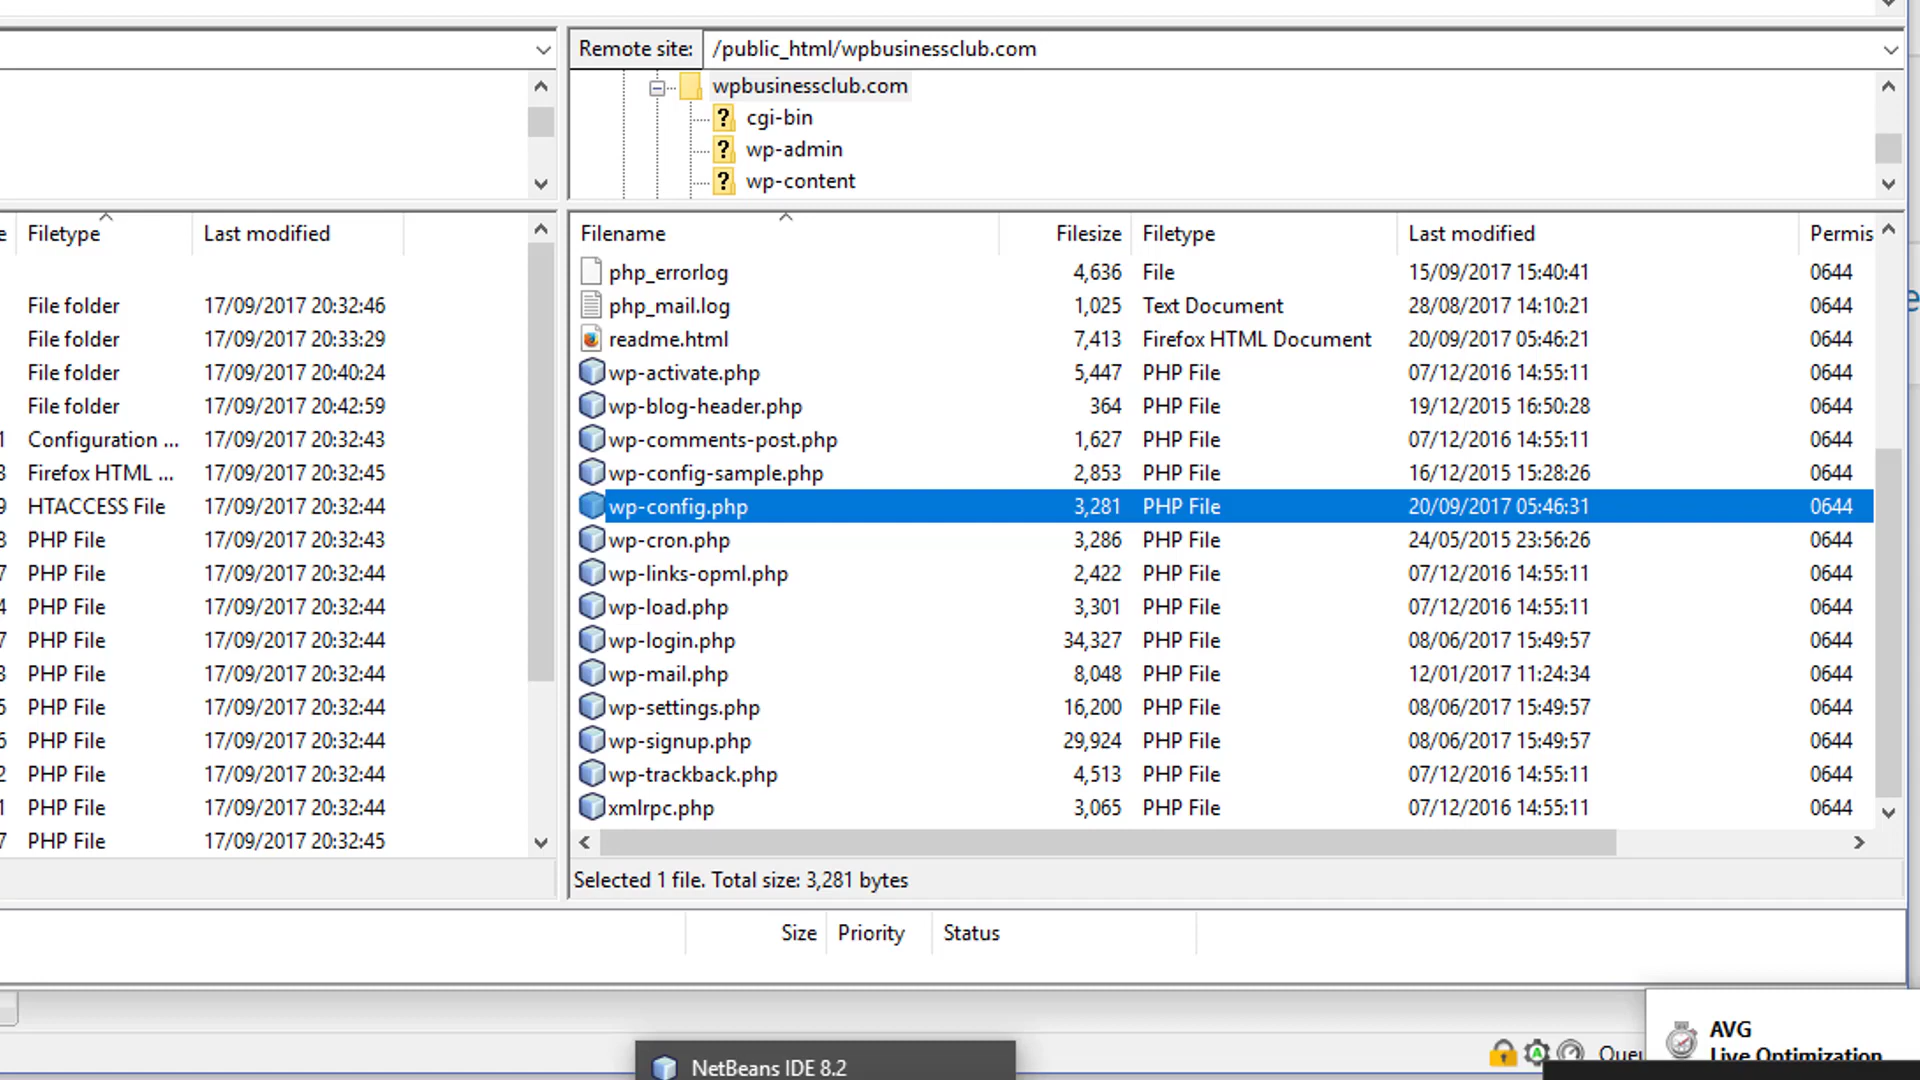 Remote site: /public_html/wpbusinessclub.com
wpbusinessclub.com
? cgi-bin
? wp-admin
? wp-content
e Filetype Last modified
File folder 17/09/2017 20:32:46
File folder 17/09/2017 20:33:29
File folder 17/09/2017 20:40:24
File folder 17/09/2017 20:42:59
1 Configuration ... 17/09/2017 20:32:43
3 Firefox HTML ... 17/09/2017 20:32:45
9 HTACCESS File 17/09/2017 20:32:44
3 PHP File 17/09/2017 20:32:43
7 PHP File 17/09/2017 20:32:44
4 PHP File 17/09/2017 20:32:44
7 PHP File 17/09/2017 20:32:44
3 PHP File 17/09/2017 20:32:44
5 PHP File 17/09/2017 20:32:44
6 PHP File 17/09/2017 20:32:44
2 PHP File 17/09/2017 20:32:44
1 PHP File 17/09/2017 20:32:44
7 PHP File 17/09/2017 20:32:45
Filename Filesize Filetype Last modified Permis
php_errorlog 4,636 File 15/09/2017 15:40:41 0644
php_mail.log 1,025 Text Document 28/08/2017 14:10:21 0644
readme.html 7,413 Firefox HTML Document 20/09/2017 05:46:21 0644
wp-activate.php 5,447 PHP File 07/12/2016 14:55:11 0644
wp-blog-header.php 364 PHP File 19/12/2015 16:50:28 0644
wp-comments-post.php 1,627 PHP File 07/12/2016 14:55:11 0644
wp-config-sample.php 2,853 PHP File 16/12/2015 15:28:26 0644
wp-config.php 3,281 PHP File 20/09/2017 05:46:31 0644
wp-cron.php 3,286 PHP File 24/05/2015 23:56:26 0644
wp-links-opml.php 2,422 PHP File 07/12/2016 14:55:11 0644
wp-load.php 3,301 PHP File 07/12/2016 14:55:11 0644
wp-login.php 34,327 PHP File 08/06/2017 15:49:57 0644
wp-mail.php 8,048 PHP File 12/01/2017 11:24:34 0644
wp-settings.php 16,200 PHP File 08/06/2017 15:49:57 0644
wp-signup.php 29,924 PHP File 08/06/2017 15:49:57 0644
wp-trackback.php 4,513 PHP File 07/12/2016 14:55:11 0644
xmlrpc.php 3,065 PHP File 07/12/2016 14:55:11 0644
Selected 1 file. Total size: 3,281 bytes
Size Priority Status
AVG
Live Optimization
NetBeans IDE 8.2